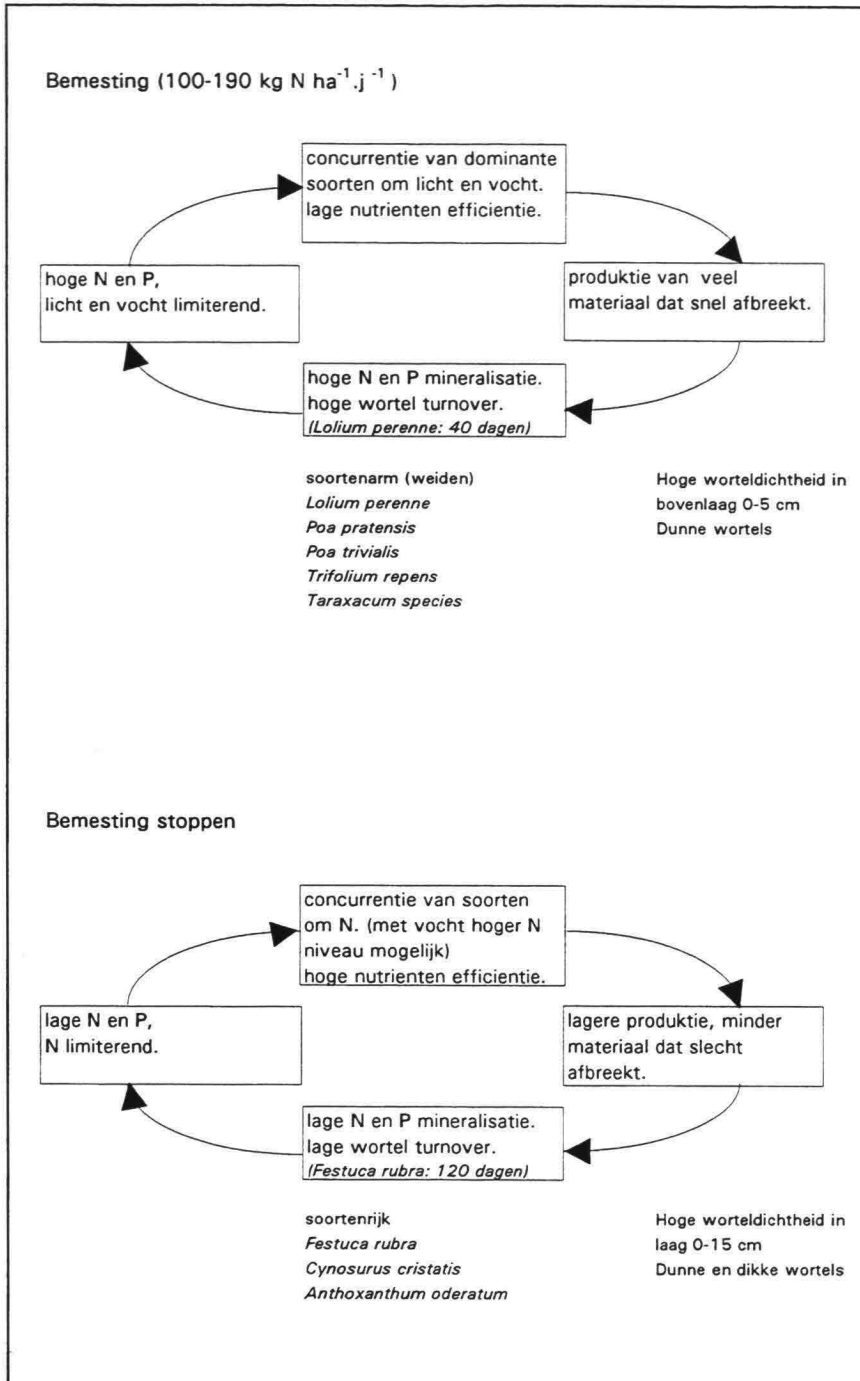 Bemesting (100-190 kg N ha⁻¹.j ⁻¹ )
concurrentie van dominante
soorten om licht en vocht.
lage nutrienten efficientie.
hoge N en P,
licht en vocht limiterend.
produktie van veel
materiaal dat snel afbreekt.
hoge N en P mineralisatie.
hoge wortel turnover.
(Lolium perenne: 40 dagen)
soortenarm (weiden)
Lolium perenne
Poa pratensis
Poa trivialis
Trifolium repens
Taraxacum species
Hoge worteldichtheid in
bovenlaag 0-5 cm
Dunne wortels
Bemesting stoppen
concurrentie van soorten
om N. (met vocht hoger N
niveau mogelijk)
hoge nutrienten efficientie.
lage N en P,
N limiterend.
lagere produktie, minder
materiaal dat slecht
afbreekt.
lage N en P mineralisatie.
lage wortel turnover.
(Festuca rubra: 120 dagen)
soortenrijk
Festuca rubra
Cynosurus cristatis
Anthoxanthum oderatum
Hoge worteldichtheid in
laag 0-15 cm
Dunne en dikke wortels